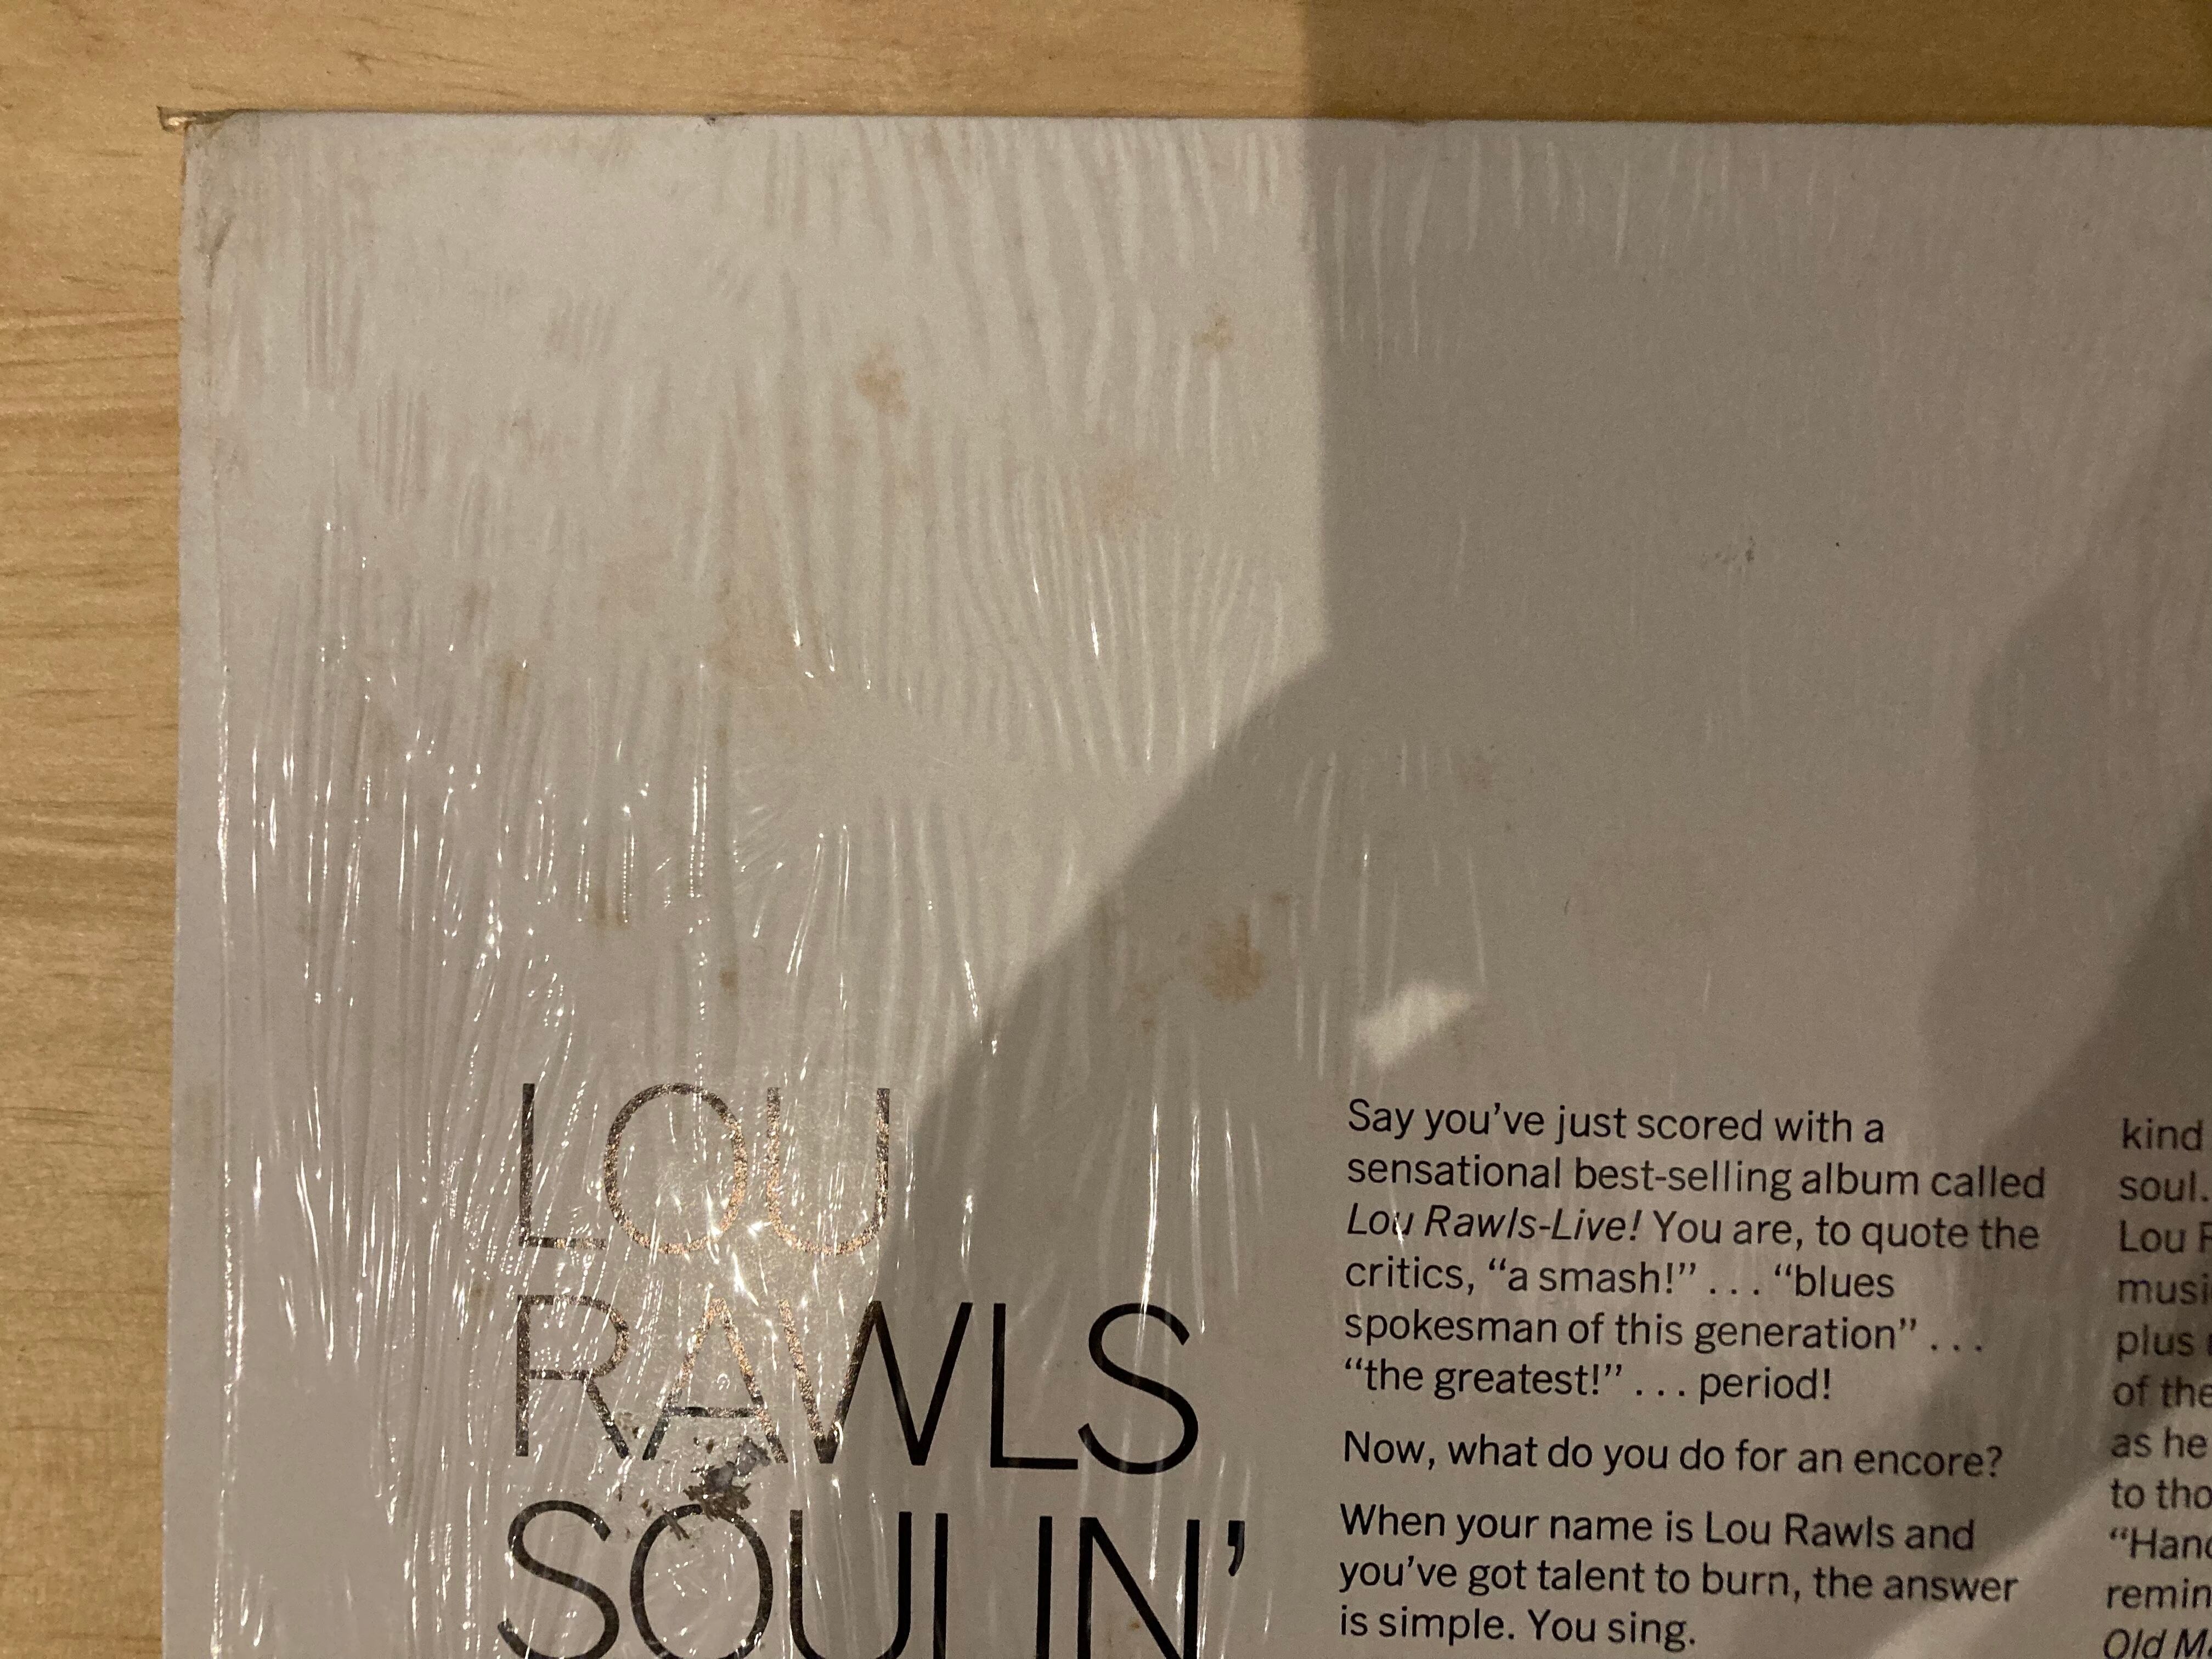 LOU
RAWLS
SOULIN'
Say you've just scored with a
sensational best-selling album called
Lou Rawls-Live! You are, to quote the
critics, “a smash!” . . . “blues
spokesman of this generation” . . .
“the greatest!” . . . period!
Now, what do you do for an encore?
When your name is Lou Rawls and
you've got talent to burn, the answer
is simple. You sing.
kind
soul.
Lou
plus
of the
as he
to
Old